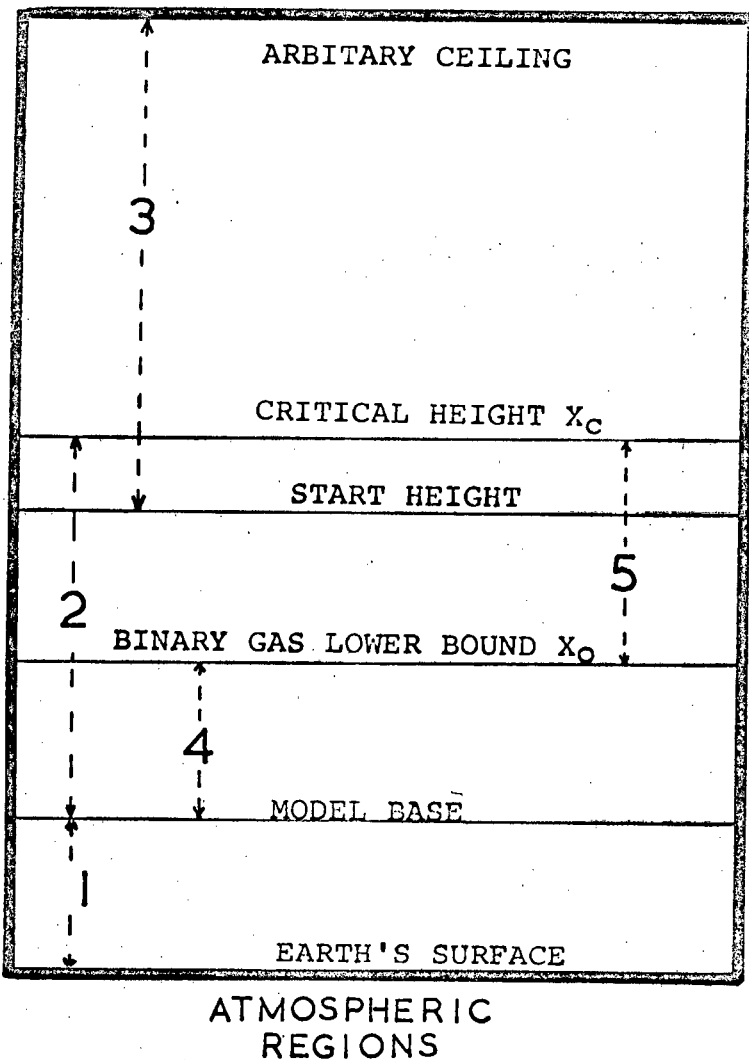 ARBITARY CEILING
3
CRITICAL HEIGHT XC
START HEIGHT
5
2
BINARY GAS LOWER BOUND XO
4
MODEL BASE
1
EARTH'S SURFACE
ATMOSPHERIC
REGIONS